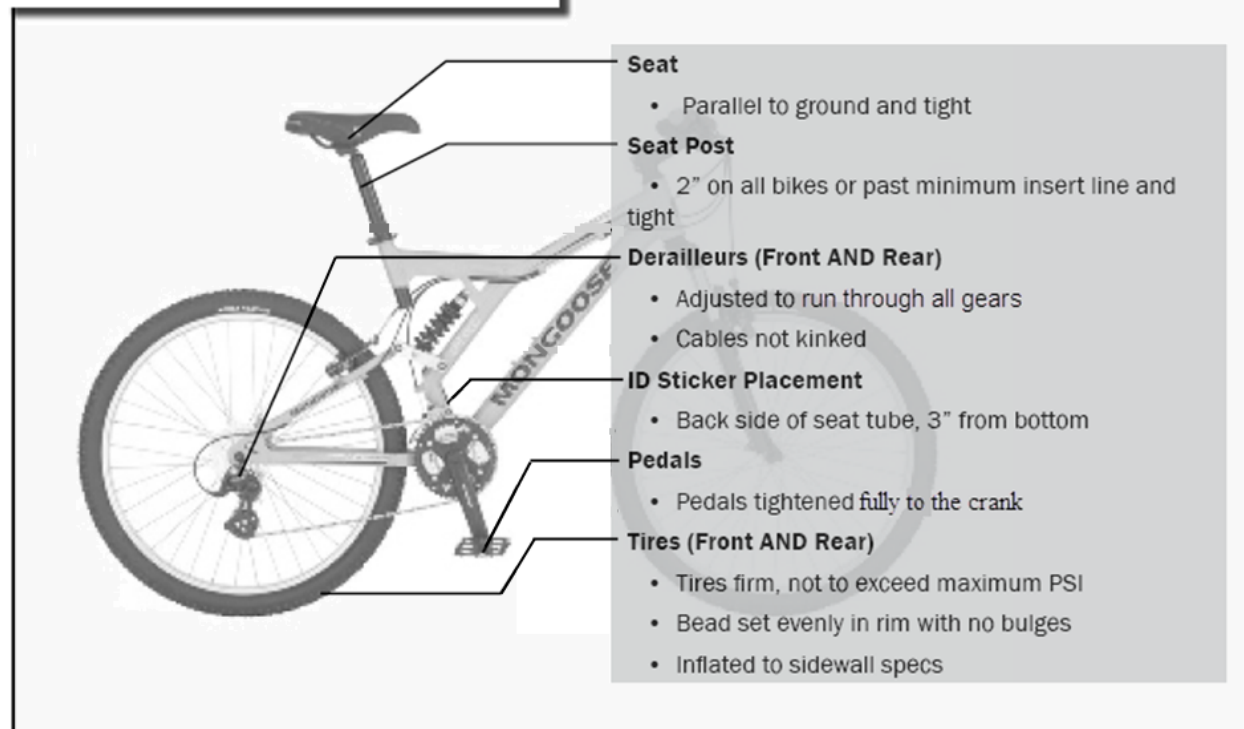 Seat
• Parallel to ground and tight
Seat Post
• 2” on all bikes or past minimum insert line and
tight
Derailleurs (Front AND Rear)
• Adjusted to run through all gears
• Cables not kinked
ID Sticker Placement
• Back side of seat tube, 3” from bottom
Pedals
• Pedals tightened fully to the crank
Tires (Front AND Rear)
• Tires firm, not to exceed maximum PSI
• Bead set evenly in rim with no bulges
• Inflated to sidewall specs
MONGOOSE